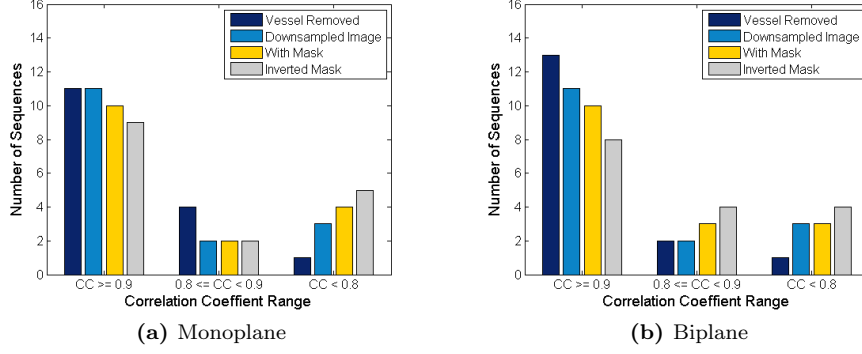 16
14
12
10
8
6
4
2
0
Number of Sequences
Vessel Removed
Downsampled Image
With Mask
Inverted Mask
CC >= 0.9
0.8 <= CC < 0.9
CC < 0.8
Correlation Coeffient Range
(a) Monoplane
16
14
12
10
8
6
4
2
0
Number of Sequences
Vessel Removed
Downsampled Image
With Mask
Inverted Mask
CC >= 0.9
0.8 <= CC < 0.9
CC < 0.8
Correlation Coeffient Range
(b) Biplane